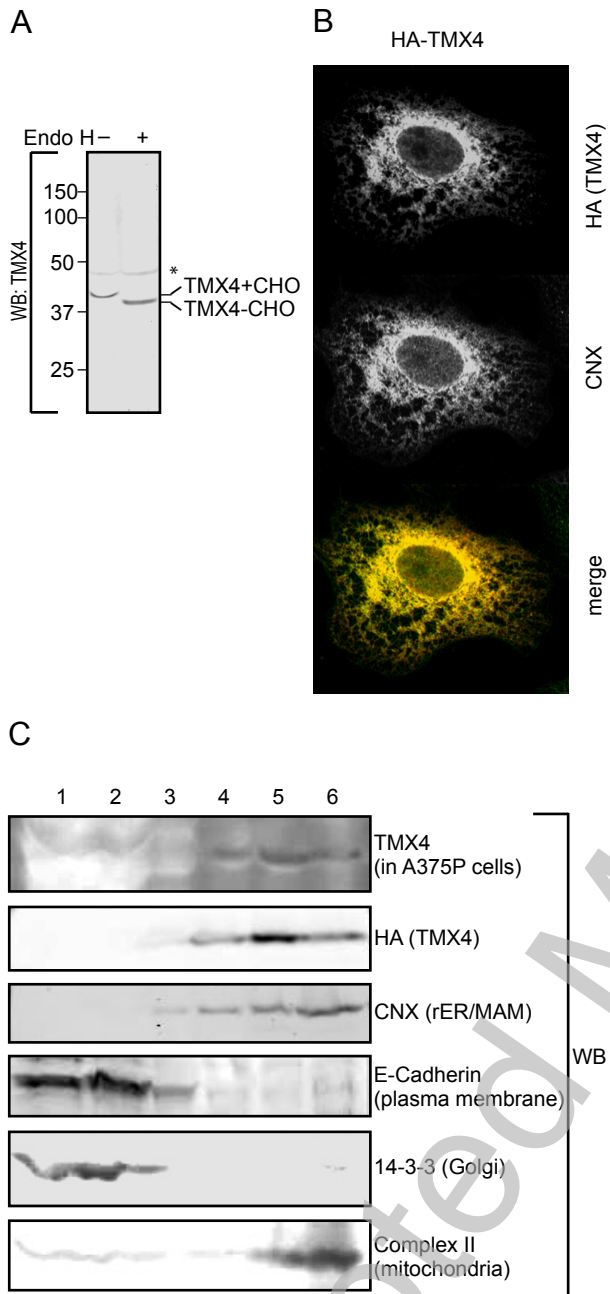 A
Endo H – +
WB: TMX4
150
100
50
37
25
*
TMX4+CHO
TMX4-CHO
B
HA-TMX4
HA (TMX4)
CNX
merge
C
1 2 3 4 5 6
TMX4
(in A375P cells)
HA (TMX4)
CNX (rER/MAM)
E-Cadherin
(plasma membrane)
14-3-3 (Golgi)
Complex II
(mitochondria)
WB
oted M